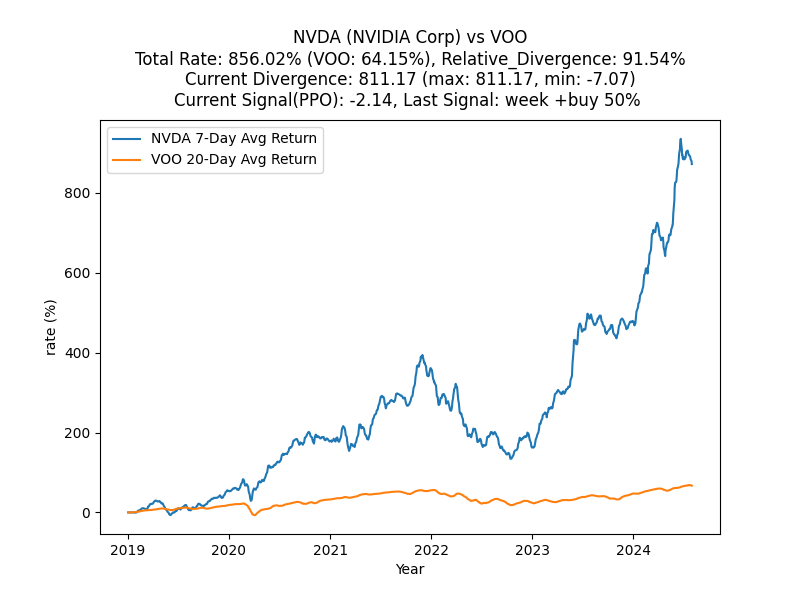 NVDA (NVIDIA Corp) vs VOO
Total Rate: 856.02% (VOO: 64.15%), Relative_Divergence: 91.54%
Current Divergence: 811.17 (max: 811.17, min: -7.07)
Current Signal(PPO): -2.14, Last Signal: week +buy 50%
NVDA 7-Day Avg Return
VOO 20-Day Avg Return
rate (%)
800
600
400
200
0
2019 2020 2021 2022 2023 2024
Year